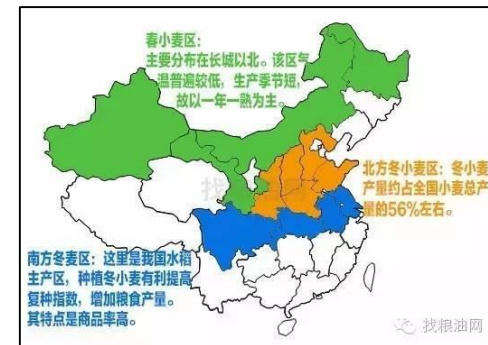 春小麦区：
主要分布在长城以北。该区气
温普遍较低，生产季节短，
故以一年一熟为主。
北方冬小麦区：冬小麦
产量约占全国小麦总产
量的56%左右。
南方冬麦区：这里是我国水稻
主产区，种植冬小麦有利提高
复种指数，增加粮食产量。
其特点是商品率高。
找粮油网